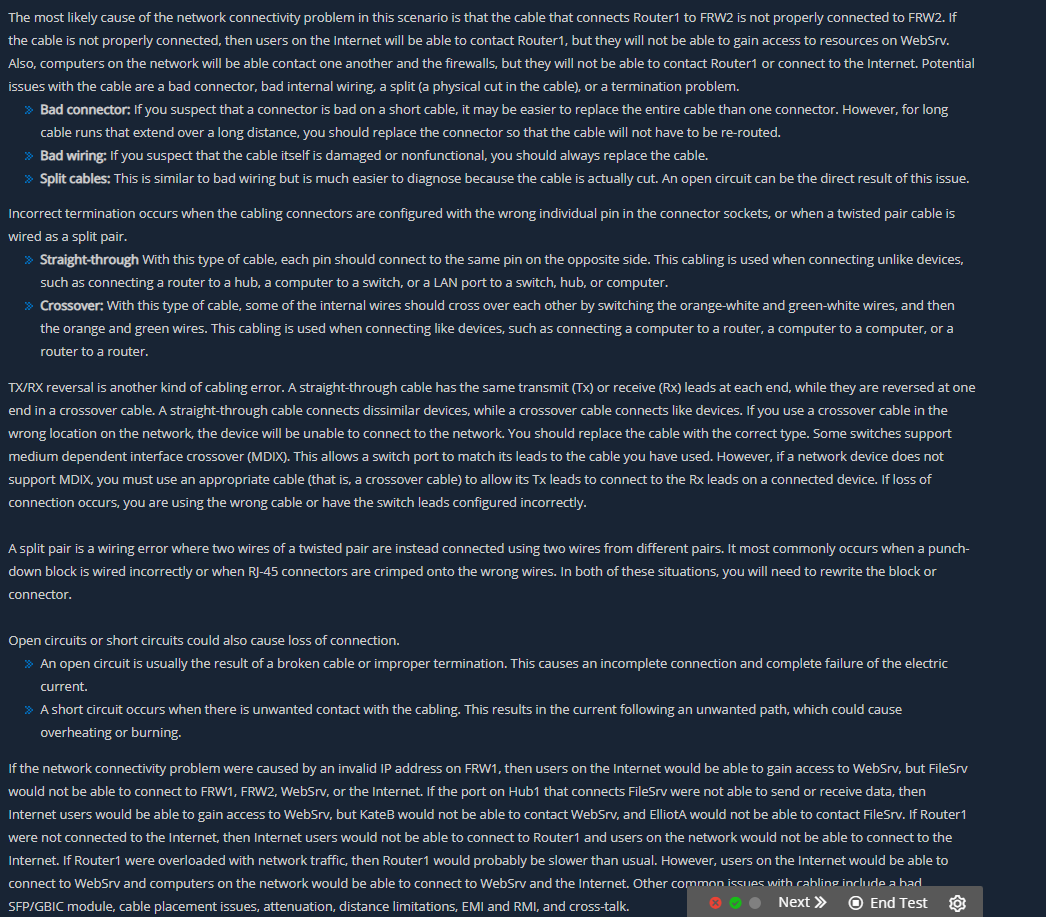 The most likely cause of the network connectivity problem in this scenario is that the cable that connects Router1 to FRW2 is not properly connected to FRW2. If
the cable is not properly connected, then users on the Internet will be able to contact Router1, but they will not be able to gain access to resources on WebSrv.
Also, computers on the network will be able contact one another and the firewalls, but they will not be able to contact Router1 or connect to the Internet. Potential
issues with the cable are a bad connector, bad internal wiring, a split (a physical cut in the cable), or a termination problem.
» Bad connector: If you suspect that a connector is bad on a short cable, it may be easier to replace the entire cable than one connector. However, for long
cable runs that extend over a long distance, you should replace the connector so that the cable will not have to be re-routed.
» Bad wiring: If you suspect that the cable itself is damaged or nonfunctional, you should always replace the cable.
» Split cables: This is similar to bad wiring but is much easier to diagnose because the cable is actually cut. An open circuit can be the direct result of this issue.
Incorrect termination occurs when the cabling connectors are configured with the wrong individual pin in the connector sockets, or when a twisted pair cable is
wired as a split pair.
» Straight-through With this type of cable, each pin should connect to the same pin on the opposite side. This cabling is used when connecting unlike devices,
such as connecting a router to a hub, a computer to a switch, or a LAN port to a switch, hub, or computer.
» Crossover: With this type of cable, some of the internal wires should cross over each other by switching the orange-white and green-white wires, and then
the orange and green wires. This cabling is used when connecting like devices, such as connecting a computer to a router, a computer to a computer, or a
router to a router.
TX/RX reversal is another kind of cabling error. A straight-through cable has the same transmit (Tx) or receive (Rx) leads at each end, while they are reversed at one
end in a crossover cable. A straight-through cable connects dissimilar devices, while a crossover cable connects like devices. If you use a crossover cable in the
wrong location on the network, the device will be unable to connect to the network. You should replace the cable with the correct type. Some switches support
medium dependent interface crossover (MDIX). This allows a switch port to match its leads to the cable you have used. However, if a network device does not
support MDIX, you must use an appropriate cable (that is, a crossover cable) to allow its Tx leads to connect to the Rx leads on a connected device. If loss of
connection occurs, you are using the wrong cable or have the switch leads configured incorrectly.
A split pair is a wiring error where two wires of a twisted pair are instead connected using two wires from different pairs. It most commonly occurs when a punch-
down block is wired incorrectly or when RJ-45 connectors are crimped onto the wrong wires. In both of these situations, you will need to rewrite the block or
connector.
Open circuits or short circuits could also cause loss of connection.
» An open circuit is usually the result of a broken cable or improper termination. This causes an incomplete connection and complete failure of the electric
current.
» A short circuit occurs when there is unwanted contact with the cabling. This results in the current following an unwanted path, which could cause
overheating or burning.
If the network connectivity problem were caused by an invalid IP address on FRW1, then users on the Internet would be able to gain access to WebSrv, but FileSrv
would not be able to connect to FRW1, FRW2, WebSrv, or the Internet. If the port on Hub1 that connects FileSrv were not able to send or receive data, then
Internet users would be able to gain access to WebSrv, but KateB would not be able to contact WebSrv, and ElliotA would not be able to contact FileSrv. If Router1
were not connected to the Internet, then Internet users would not be able to connect to Router1 and users on the network would not be able to connect to the
Internet. If Router1 were overloaded with network traffic, then Router1 would probably be slower than usual. However, users on the Internet would be able to
connect to WebSrv and computers on the network would be able to connect to WebSrv and the Internet. Other common issues with cabling include a bad
SFP/GBIC module, cable placement issues, attenuation, distance limitations, EMI and RMI, and cross-talk.
Next »
End Test